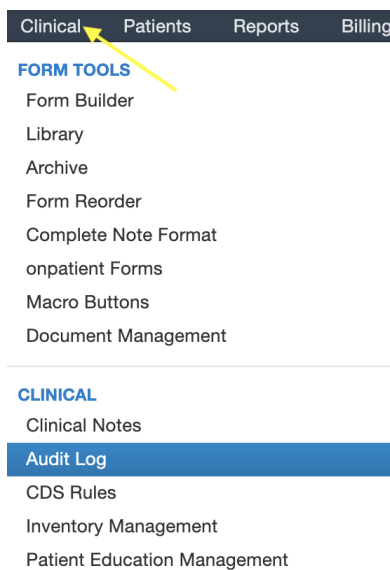 Clinical Patients Reports Billing
FORM TOOLS
Form Builder
Library
Archive
Form Reorder
Complete Note Format
onpatient Forms
Macro Buttons
Document Management
CLINICAL
Clinical Notes
Audit Log
CDS Rules
Inventory Management
Patient Education Management